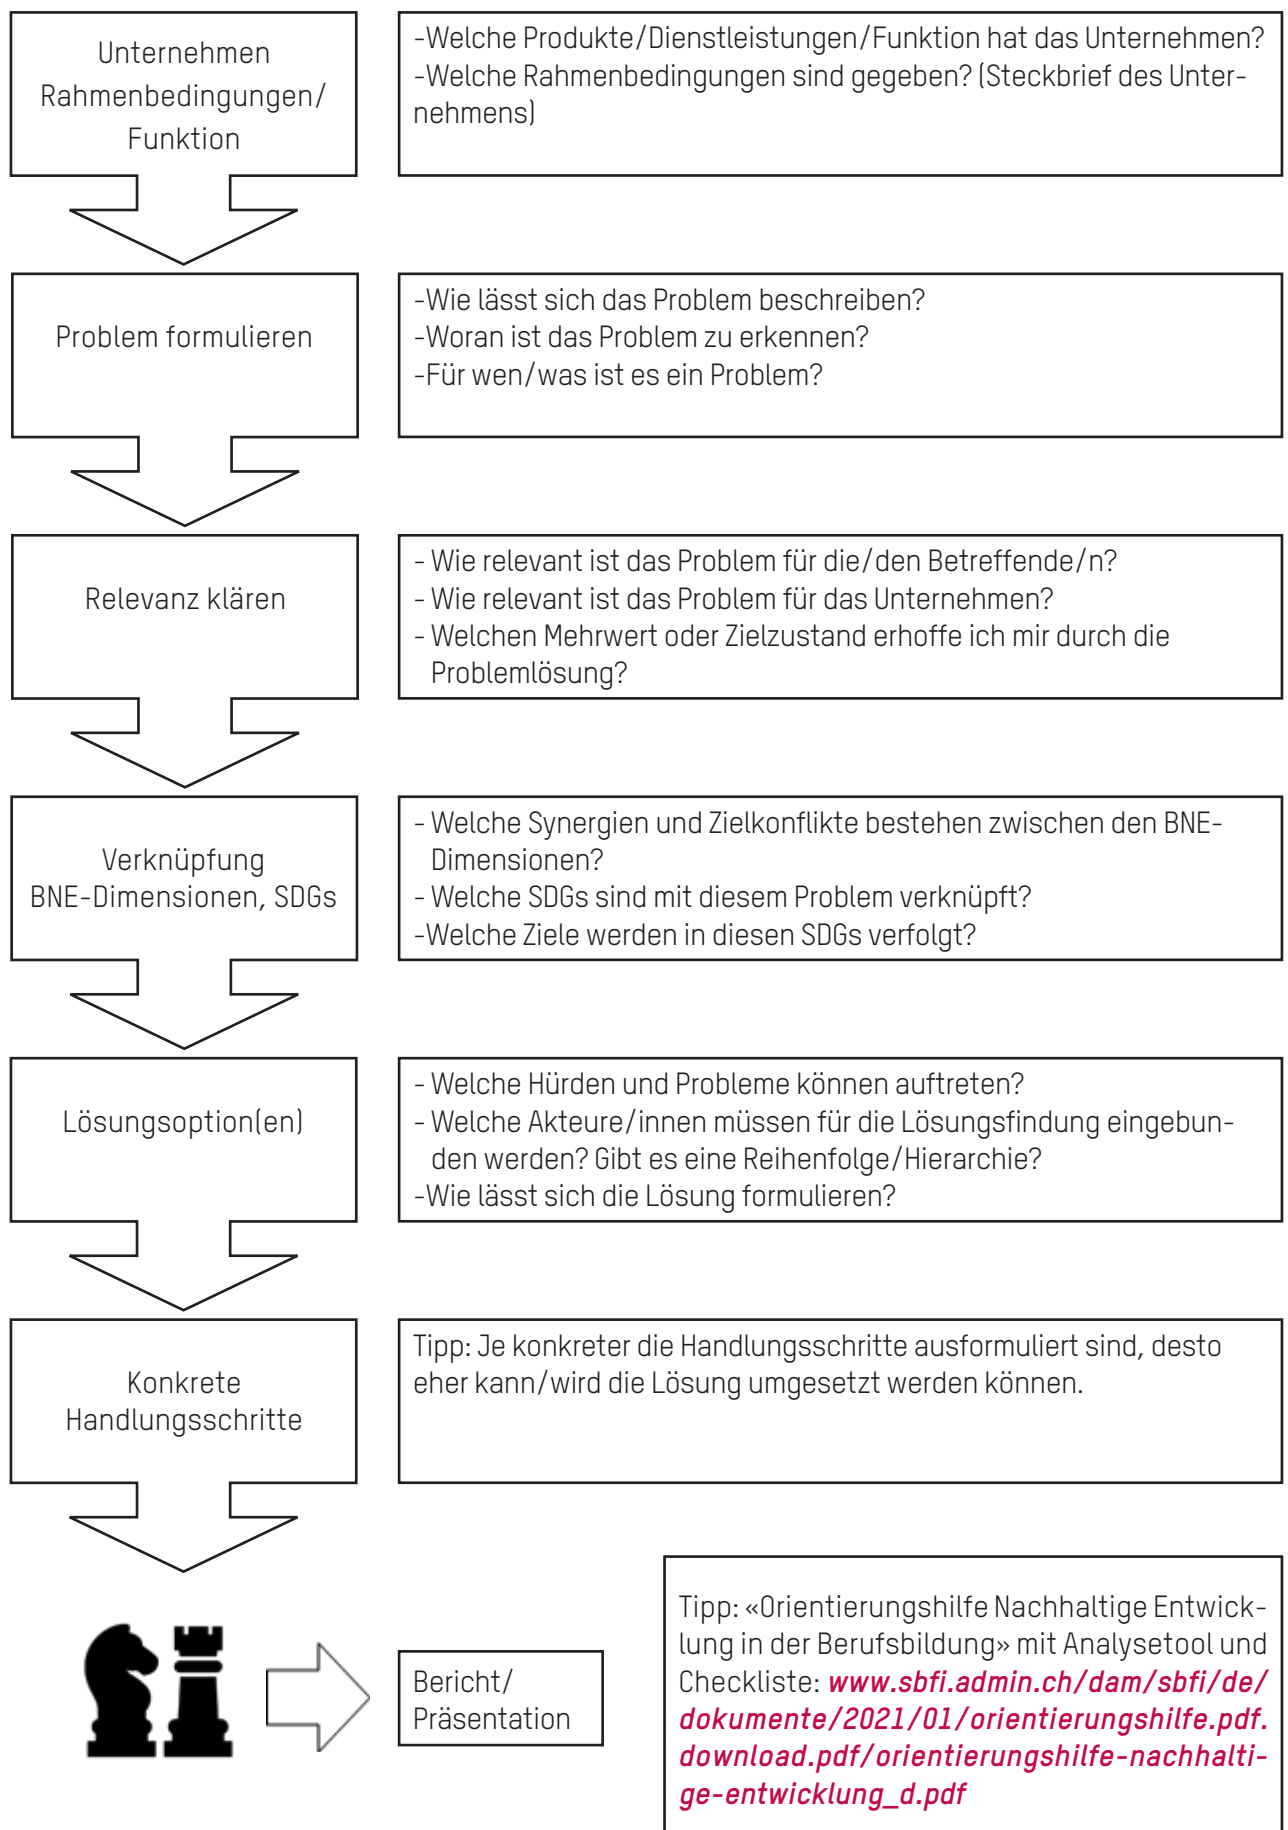 Unternehmen
Rahmenbedingungen/
Funktion
-Welche Produkte/Dienstleistungen/Funktion hat das Unternehmen?
-Welche Rahmenbedingungen sind gegeben? (Steckbrief des Unter-
nehmens)
Problem formulieren
-Wie lässt sich das Problem beschreiben?
-Woran ist das Problem zu erkennen?
-Für wen/was ist es ein Problem?
Relevanz klären
- Wie relevant ist das Problem für die/den Betreffende/n?
- Wie relevant ist das Problem für das Unternehmen?
- Welchen Mehrwert oder Zielzustand erhoffe ich mir durch die
Problemlösung?
Verknüpfung
BNE-Dimensionen, SDGs
- Welche Synergien und Zielkonflikte bestehen zwischen den BNE-
Dimensionen?
- Welche SDGs sind mit diesem Problem verknüpft?
-Welche Ziele werden in diesen SDGs verfolgt?
Lösungsoption(en)
- Welche Hürden und Probleme können auftreten?
- Welche Akteure/innen müssen für die Lösungsfindung eingebun-
den werden? Gibt es eine Reihenfolge/Hierarchie?
-Wie lässt sich die Lösung formulieren?
Konkrete
Handlungsschritte
Tipp: Je konkreter die Handlungsschritte ausformuliert sind, desto
eher kann/wird die Lösung umgesetzt werden können.
Bericht/
Präsentation
Tipp: «Orientierungshilfe Nachhaltige Entwick-
lung in der Berufsbildung» mit Analysetool und
Checkliste: www.sbfi.admin.ch/dam/sbfi/de/
dokumente/2021/01/orientierungshilfe.pdf.
download.pdf/orientierungshilfe-nachhalti-
ge-entwicklung_d.pdf